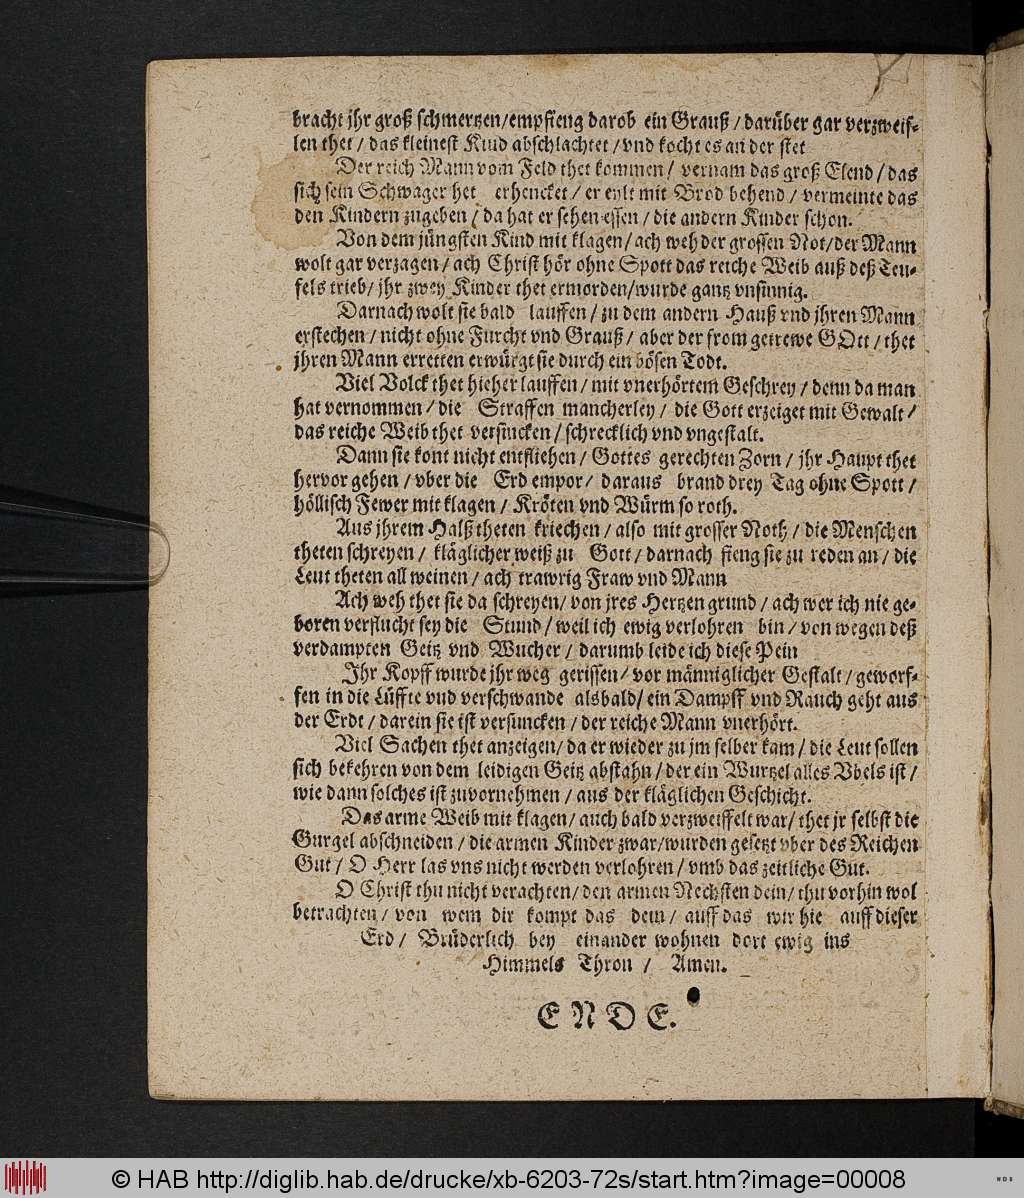 bracht jhr groß schmertzen/empfieng darob ein Grauß / darüber gar verzweif-
len thet / das kleinest Kind abschlachtet / vnd kocht es an der stet
Der reich Mann vom Feld thet kommen / vernam das groß Elend / das
sich sein Schwager het erhencket / er eylt mit Brod behend / vermeinte das
den Kindern zugeben / da hat er sehen essen / die andern Kinder schon.
Von dem jüngsten Kind mit klagen/ ach weh der grossen Not/der Mann
wolt gar verzagen / ach Christ hör ohne Spott das reiche Weib auß deß Teu-
fels trieb/ jhr zwey Kinder thet ermorden/wurde gantz vnsinnig.
Darnach wolt sie bald lauffen / zu dem andern Hauß vnd jhren Mann
erstechen / nicht ohne Furcht vnd Grauß / aber der from getrewe GOtt / thet
jhren Mann erretten erwürgt sie durch ein bösen Todt.
Viel Volck thet hieher lauffen / mit vnerhörtem Geschrey / denn da man
hat vernommen / die Straffen mancherley / die Gott erzeiget mit Gewalt /
das reiche Weib thet versincken / schrecklich vnd vngestalt.
Dann sie kont nicht entfliehen / Gottes gerechten Zorn / jhr Haupt thet
hervor gehen / vber die Erd empor / daraus brand drey Tag ohne Spott /
höllisch Fewer mit klagen / Kröten vnd Würm so roth.
Aus jhrem Halß theten kriechen / also mit grosser Noth / die Menschen
theten schreyen / kläglicher weiß zu Gott / darnach fieng sie zu reden an / die
Leut theten all weinen / ach trawrig Fraw vnd Mann
Ach weh thet sie da schreyen/ von jres Hertzen grund / ach wer ich nie ge-
boren verflucht sey die Stund / weil ich ewig verlohren bin / von wegen deß
verdampten Geitz vnd Wucher / darumb leide ich diese Pein
Ihr Kopff wurde jhr weg gerissen / vor männiglicher Gestalt / geworf-
fen in die Lüffte vnd verschwande alsbald/ ein Dampff vnd Rauch geht aus
der Erdt / darein sie ist versuncken / der reiche Mann vnerhört.
Viel Sachen thet anzeigen/ da er wieder zu jm selber kam / die Leut sollen
sich bekehren von dem leidigen Geitz abstahn / der ein Wurtzel alles Vbels ist /
wie dann solches ist zuvornehmen / aus der kläglichen Geschicht.
Das arme Weib mit klagen/ auch bald verzweiffelt war/ thet jr selbst die
Gurgel abschneiden / die armen Kinder zwar/wurden gesetzt vber des Reichen
Gut / O Herr las vns nicht werden verlohren / vmb das zeitliche Gut.
O Christ thu nicht verachten/ den armen Nechsten dein/ thu vorhin wol
betrachten/ von wem dir kompt das dein / auff das wir hie auff dieser
Erd / Brüderlich bey einander wohnen dort ewig ins
Himmels Thron / Amen.
ENDE.
© HAB http://diglib.hab.de/drucke/xb-6203-72s/start.htm?image=00008